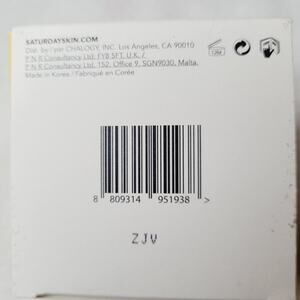 SATURDAYSKIN.COM
Dist. by / par CHALOGY, INC. Los Angeles, CA 90010
P N R Consultancy Ltd. FY8 5FT, U.K. /
P N R Consultancy Ltd. 152, Office 9, SGN9030, Malta.
Made in Korea / Fabriqué en Corée
12M
8 809314 951938 >
ZJV